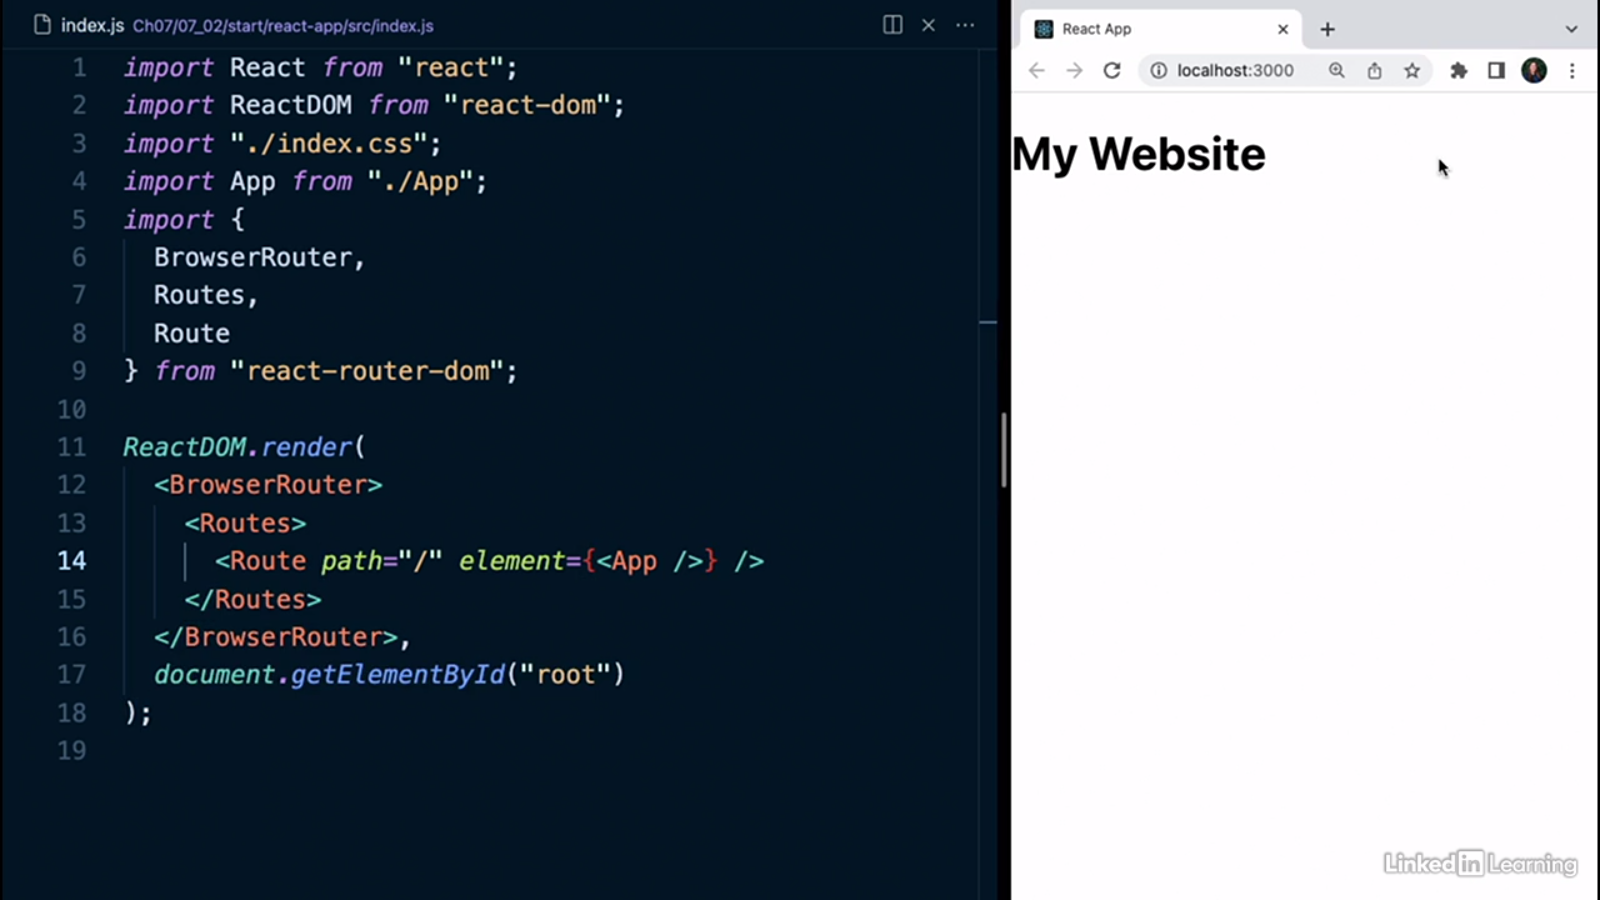 index.js Ch07/07_02/start/react-app/src/index.js
1 import React from "react";
2 import ReactDOM from "react-dom";
3 import "./index.css";
4 import App from "./App";
5 import {
6   BrowserRouter,
7   Routes,
8   Route
9 } from "react-router-dom";
10
11 ReactDOM.render(
12   <BrowserRouter>
13     <Routes>
14       <Route path="/" element={<App />} />
15     </Routes>
16   </BrowserRouter>,
17   document.getElementById("root")
18 );
19
React App
localhost:3000
My Website
Linked in Learning